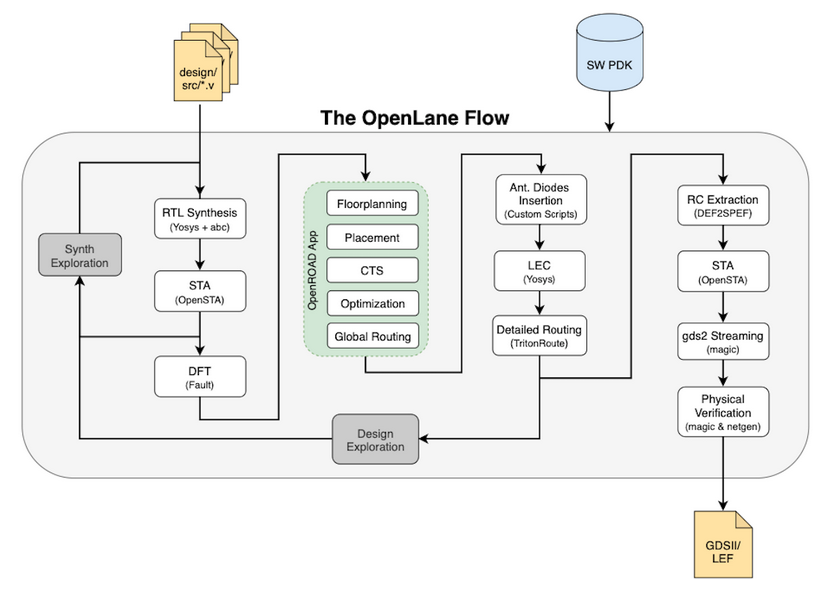 design/
src/*.v
SW PDK
The OpenLane Flow
RTL Synthesis
(Yosys + abc)
Synth
Exploration
STA
(OpenSTA)
DFT
(Fault)
OpenROAD App
Floorplanning
Placement
CTS
Optimization
Global Routing
Ant. Diodes
Insertion
(Custom Scripts)
LEC
(Yosys)
Detailed Routing
(TritonRoute)
Design
Exploration
RC Extraction
(DEF2SPEF)
STA
(OpenSTA)
gds2 Streaming
(magic)
Physical
Verification
(magic & netgen)
GDSII/
LEF